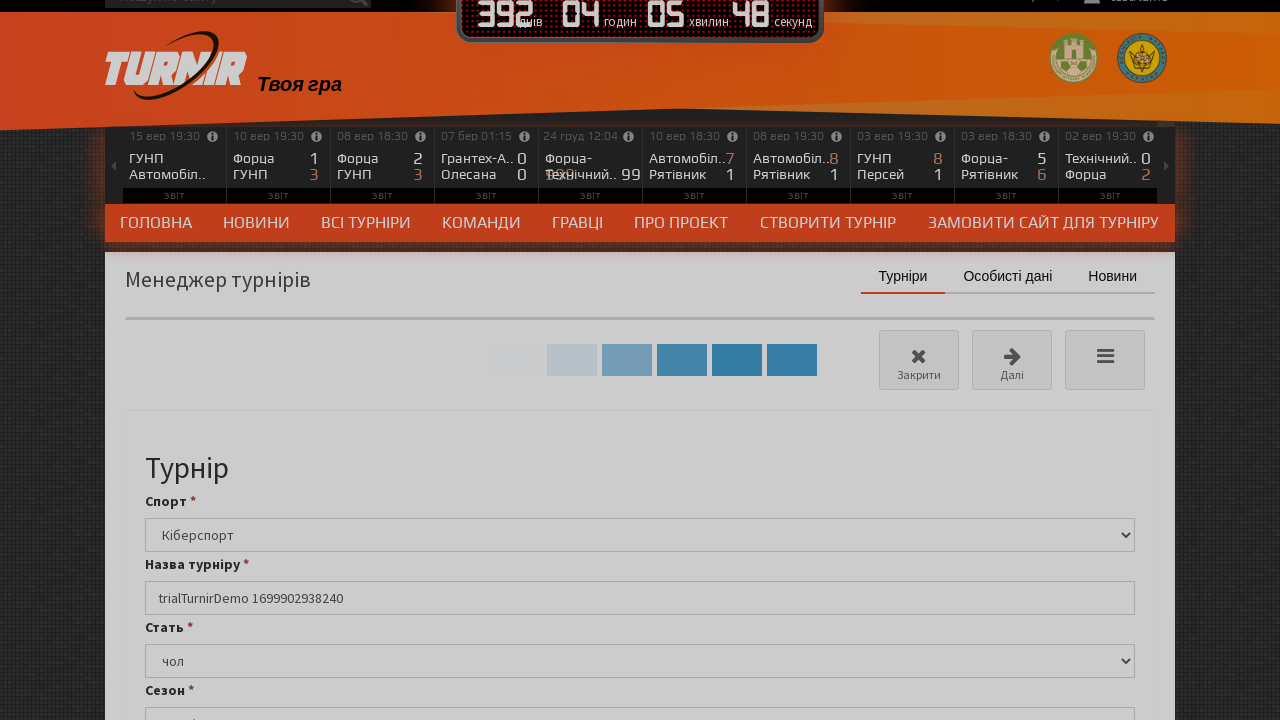 392 днів 04 годин 05 хвилин 48 секунд
TURNIR Твоя гра
15 вер 19:30 10 вер 19:30 08 вер 18:30 07 бер 01:15 24 груд 12:04 10 вер 18:30 08 вер 19:30 03 вер 19:30 03 вер 18:30 02 вер 19:30
ГУНП Форца 1 Форца 2 Грантех-А.. 0 Форца- Автомобіл.. 7 Автомобіл.. 8 ГУНП 8 Форца- 5 Технічний.. 0
Автомобіл.. ГУНП 3 ГУНП 3 Олесана 0 Технічний.. 99 Рятівник 1 Рятівник 1 Персей 1 Рятівник 6 Форца 2
звіт звіт звіт звіт звіт звіт звіт звіт звіт звіт
ГОЛОВНА НОВИНИ ВСІ ТУРНІРИ КОМАНДИ ГРАВЦІ ПРО ПРОЕКТ СТВОРИТИ ТУРНІР ЗАМОВИТИ САЙТ ДЛЯ ТУРНІРУ
Менеджер турнірів Турніри Особисті дані Новини
Закрити Далі
Турнір
Спорт *
Кіберспорт
Назва турніру *
trialTurnirDemo 1699902938240
Стать *
чол
Сезон *